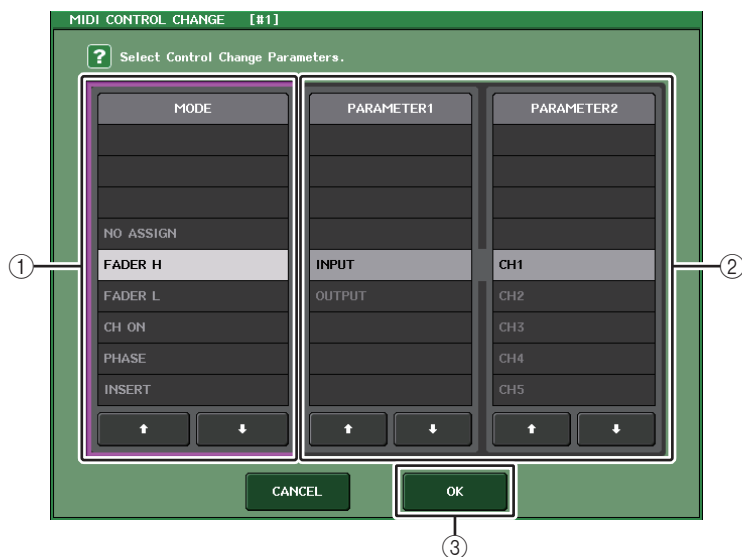 MIDI CONTROL CHANGE [#1]
? Select Control Change Parameters.
MODE
NO ASSIGN
FADER H
FADER L
CH ON
PHASE
INSERT
PARAMETER1
INPUT
OUTPUT
PARAMETER2
CH1
CH2
CH3
CH4
CH5
CANCEL
OK
①
②
③